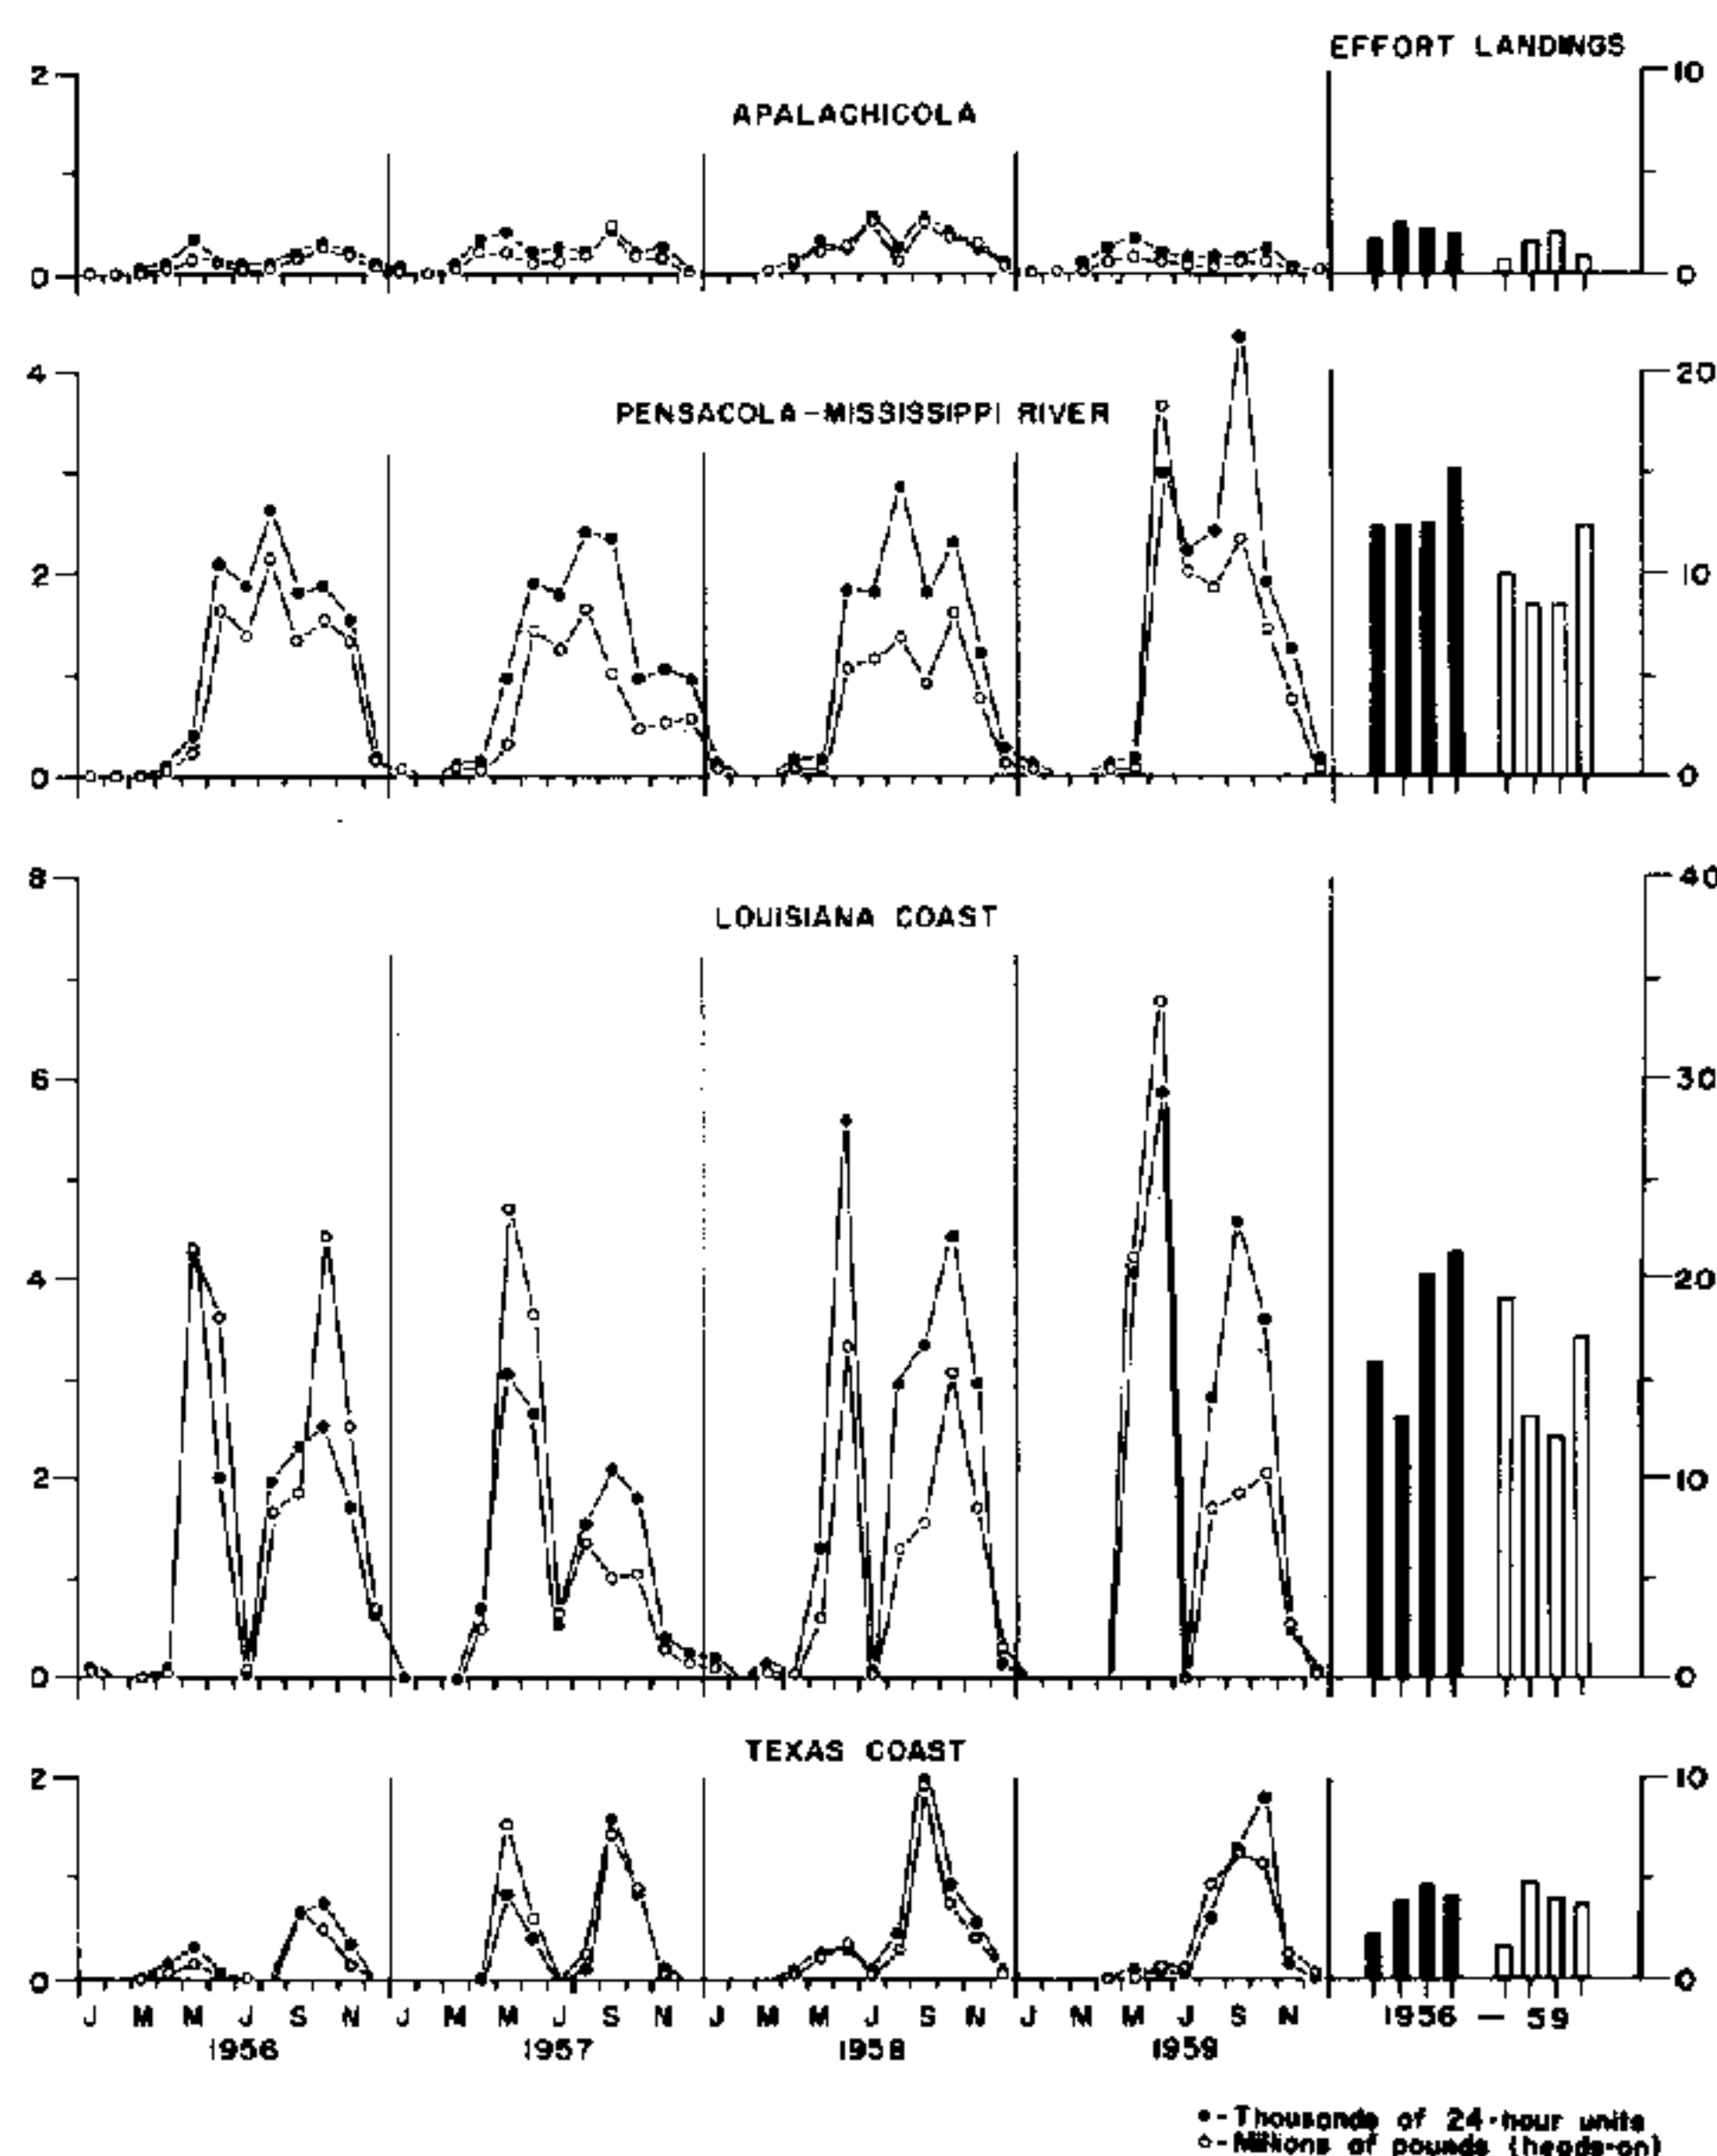 EFFORT LANDINGS
2
10
APALACHICOLA
0
0
4
20
PENSACOLA-MISSISSIPPI RIVER
3
2
10
0
0
8
40
LOUISIANA COAST
6
30
4
20
2
10
0
0
TEXAS COAST
2
10
0
0
J M M J S N J M M J S N J M M J S N J M M J S N 1956 — 59
1956 1957 1958 1959
●-Thousands of 24-hour units
○-Millions of pounds (heads-on)